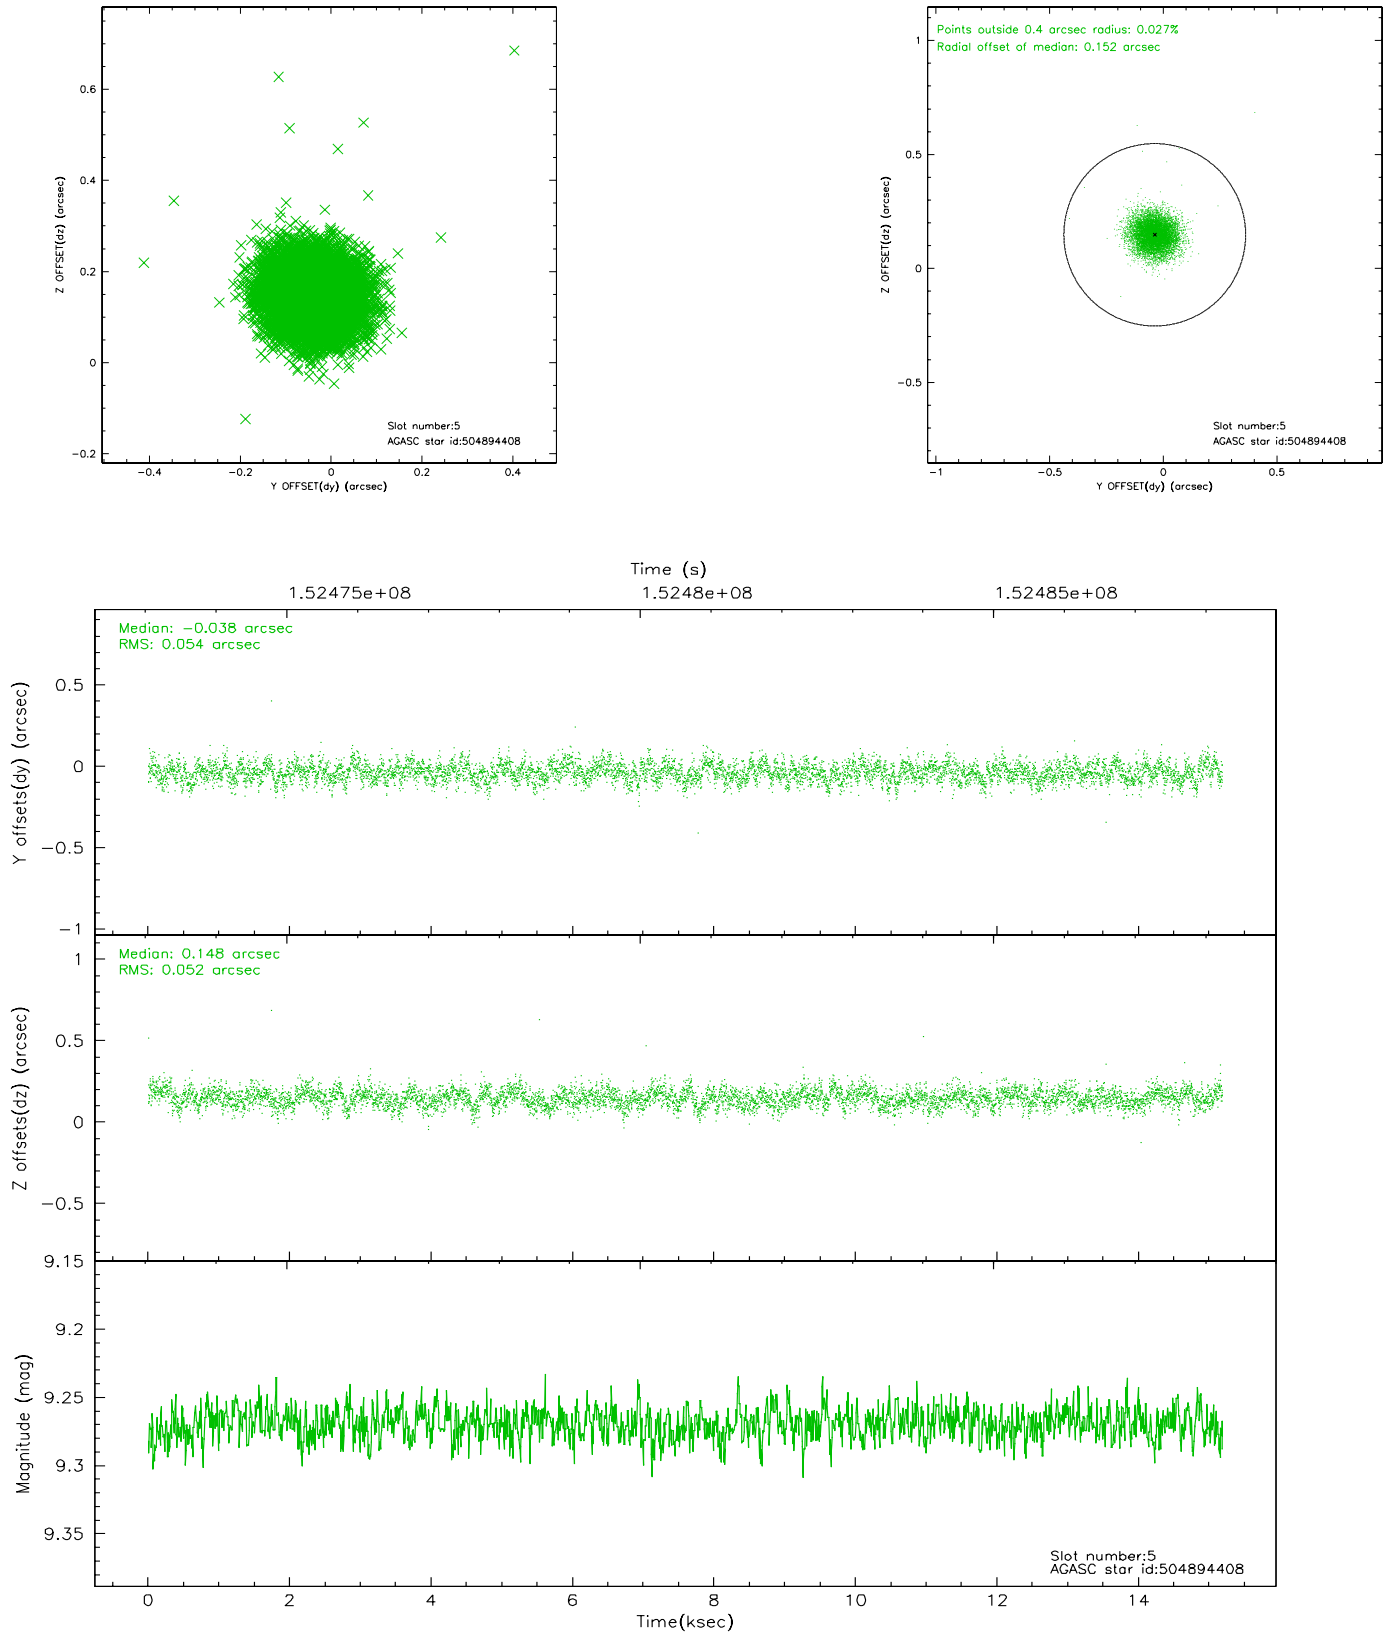 0.6
0.4
0.2
0
−0.2
Z OFFSET(dz) (arcsec)
−0.4
−0.2
0
0.2
0.4
Y OFFSET(dy) (arcsec)
Slot number:5
AGASC star id:504894408
Points outside 0.4 arcsec radius: 0.027%
Radial offset of median: 0.152 arcsec
1
0.5
0
−0.5
Z OFFSET(dz) (arcsec)
−1
−0.5
0
0.5
Y OFFSET(dy) (arcsec)
Slot number:5
AGASC star id:504894408
Time (s)
1.52475e+08
1.5248e+08
1.52485e+08
Median: −0.038 arcsec
RMS: 0.054 arcsec
0.5
0
−0.5
−1
Y offsets(dy) (arcsec)
Median: 0.148 arcsec
RMS: 0.052 arcsec
1
0.5
0
−0.5
Z offsets(dz) (arcsec)
9.15
9.2
9.25
9.3
9.35
Magnitude (mag)
Slot number:5
AGASC star id:504894408
0
2
4
6
8
10
12
14
Time(ksec)